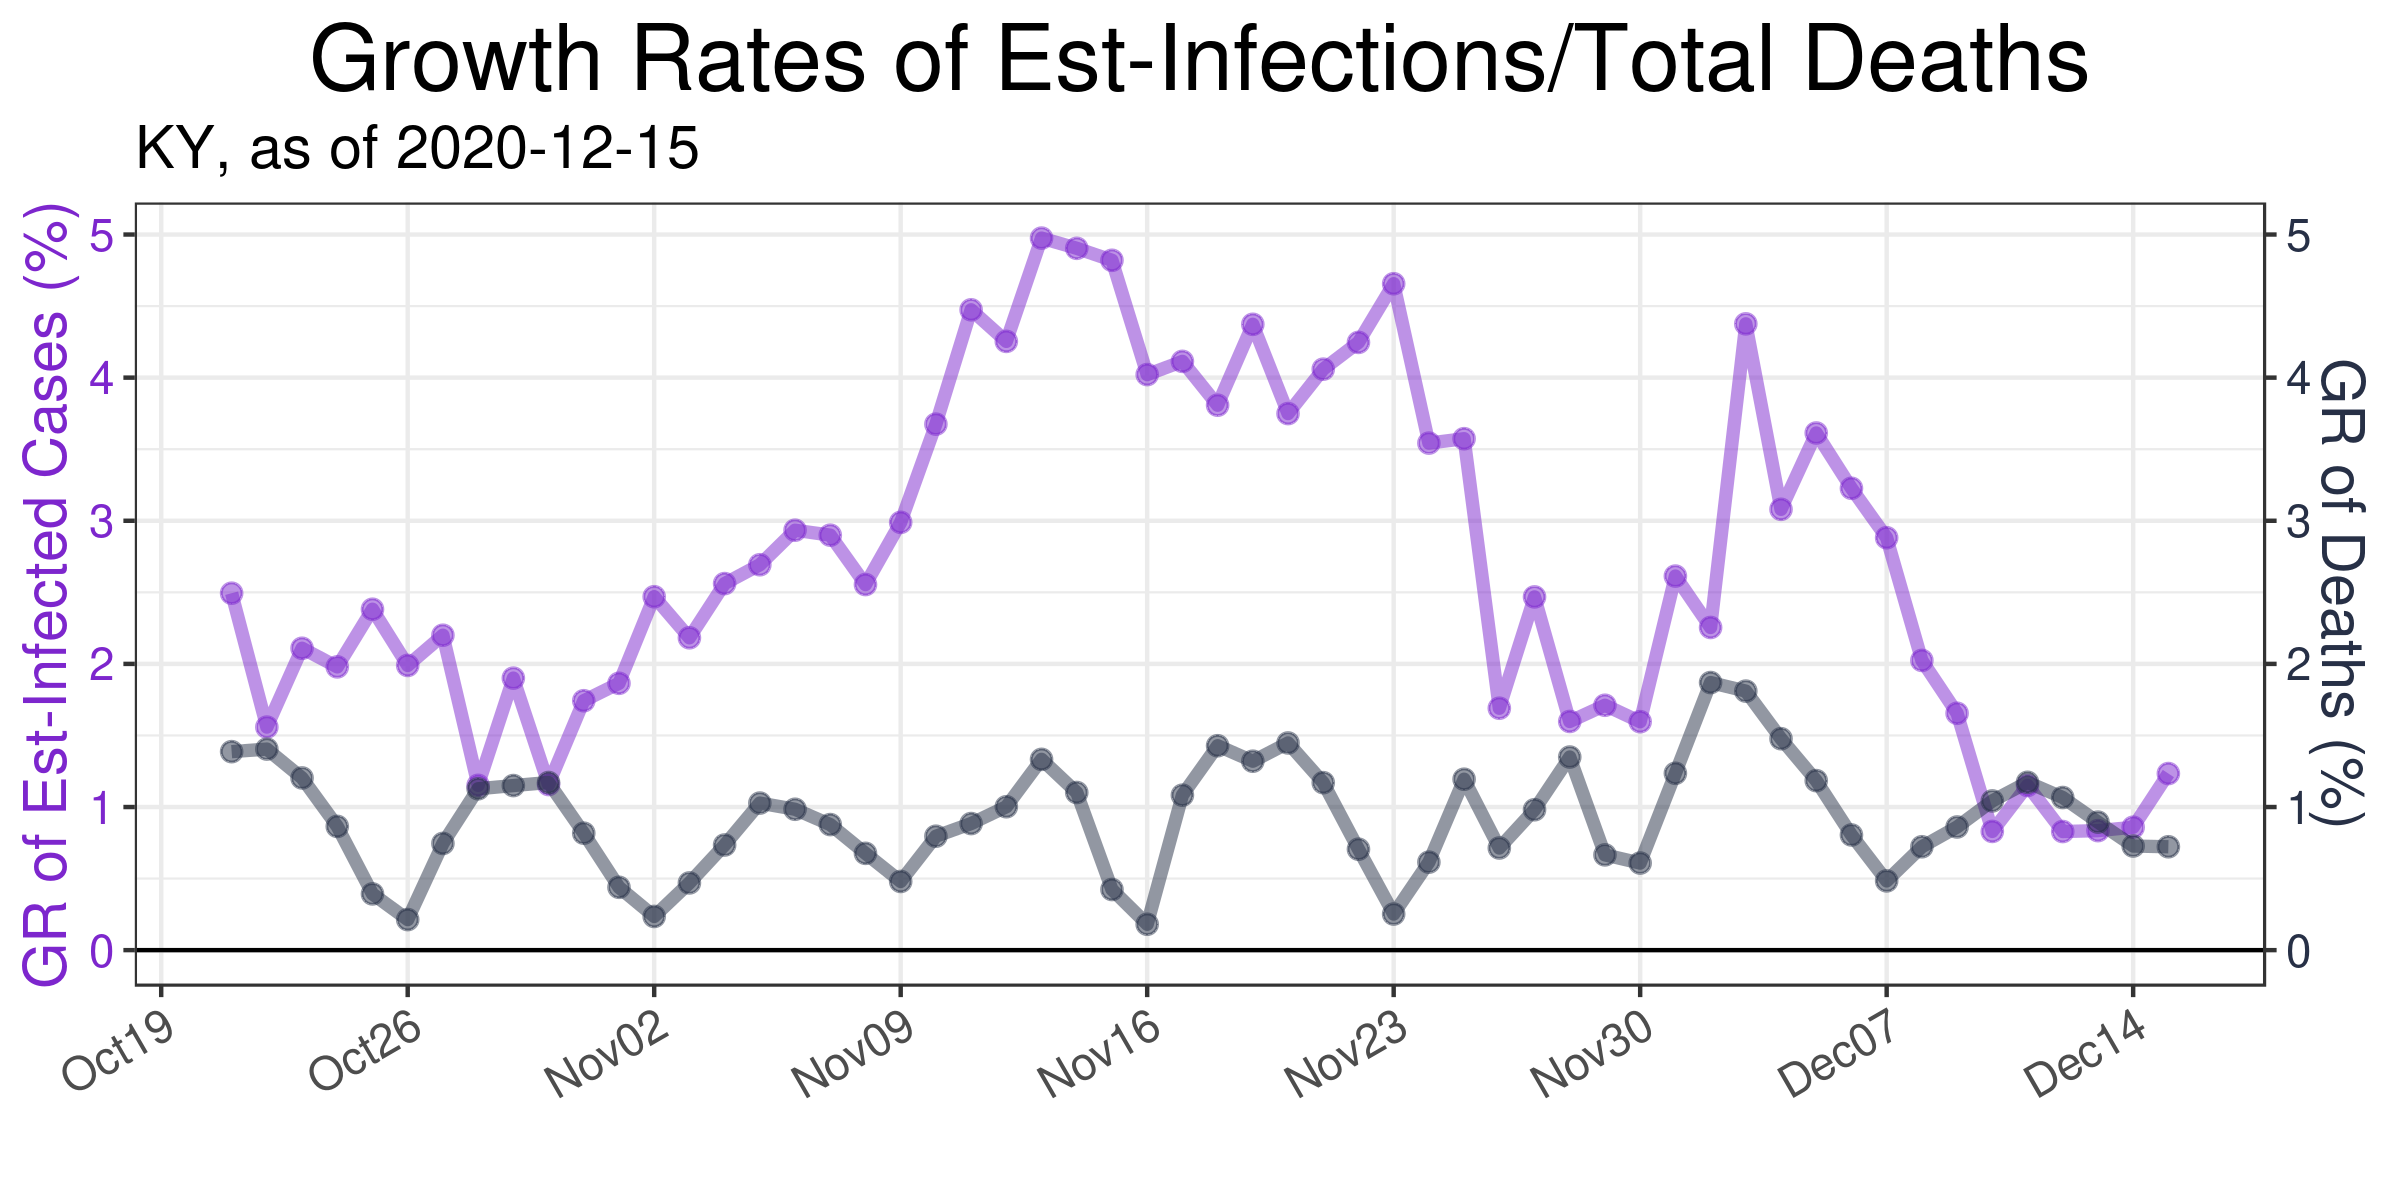 Growth Rates of Est-Infections/Total Deaths
KY, as of 2020-12-15
GR of Est-Infected Cases (%)
5
4
3
2
1
0
5
4
3
2
1
0
GR of Deaths (%)
Oct19
Oct26
Nov02
Nov09
Nov16
Nov23
Nov30
Dec07
Dec14